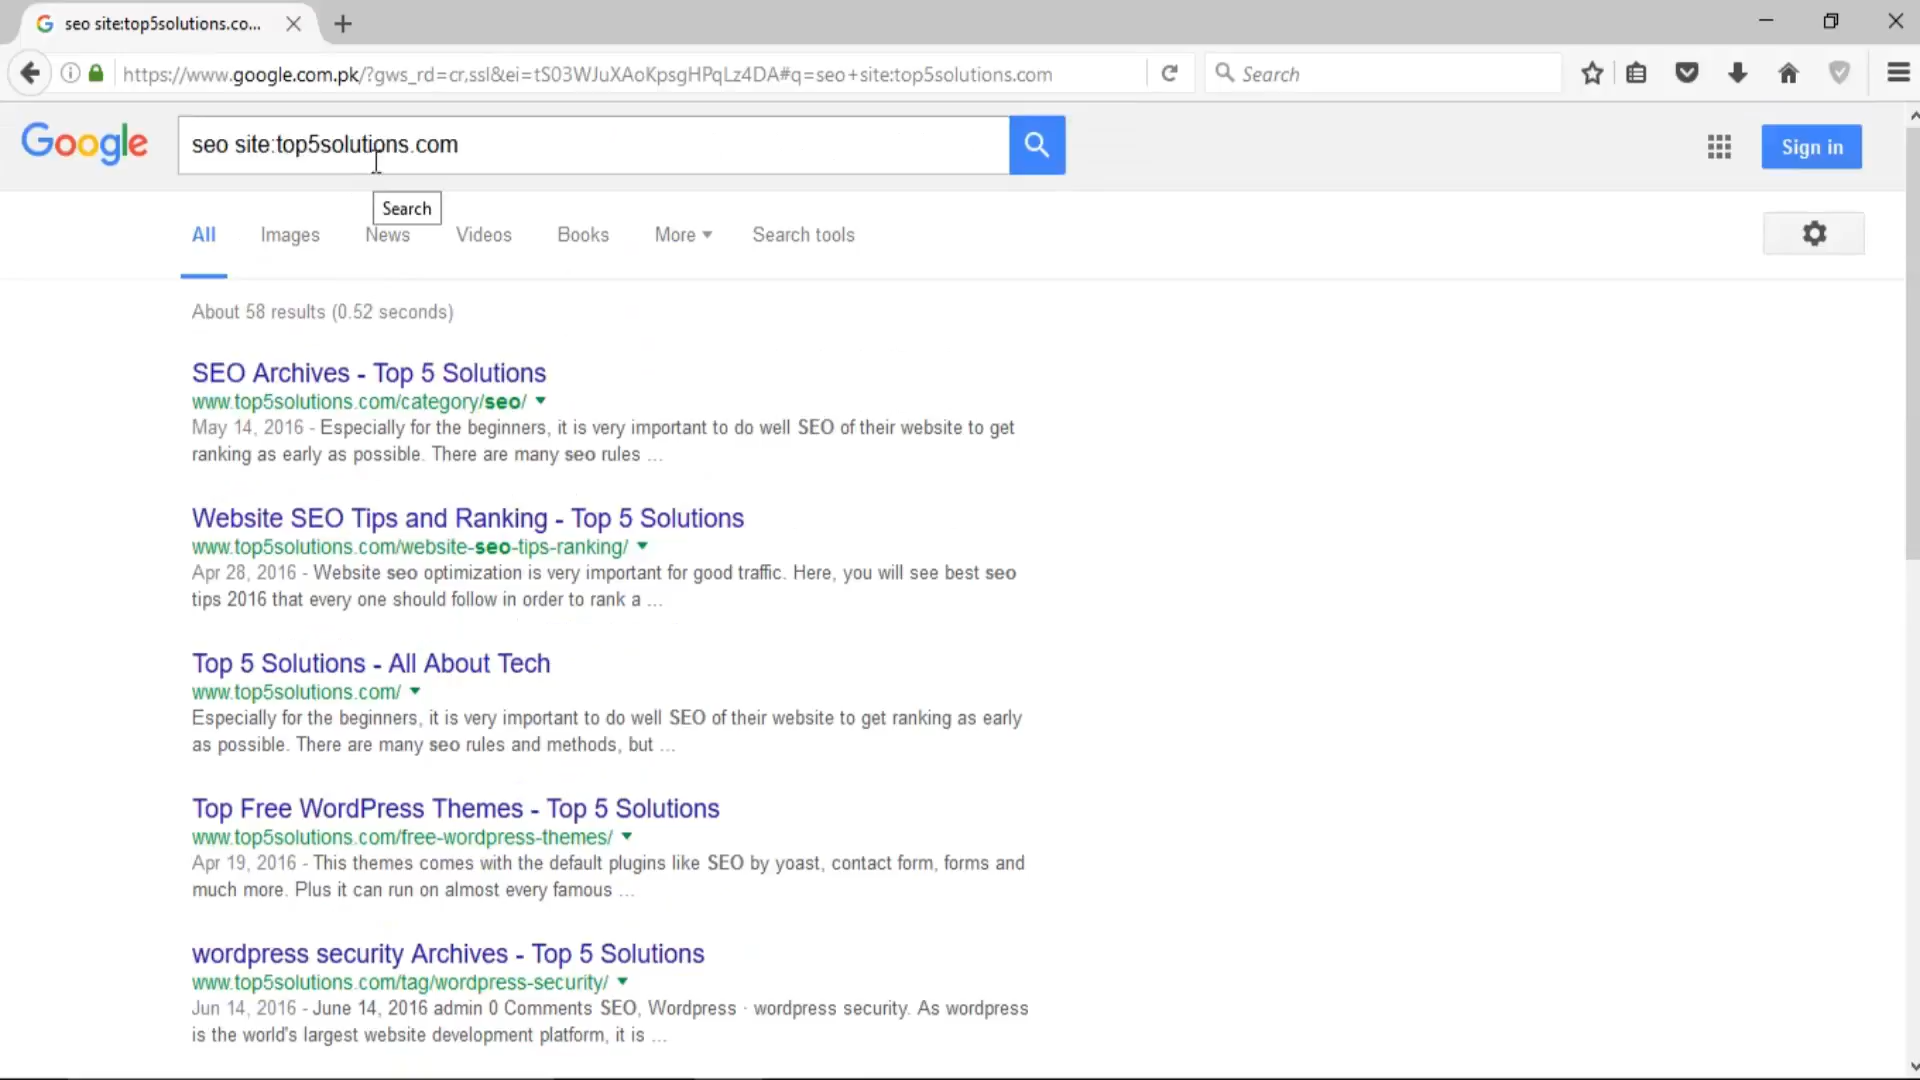 seo site:top5solutions.co...
https://www.google.com.pk/?gws_rd=cr,ssl&ei=tS03WJuXAoKpsgHPqLz4DA#q=seo+site:top5solutions.com
Search
Google
seo site:top5solutions.com
Sign in
Search
All
Images
News
Videos
Books
More
Search tools
About 58 results (0.52 seconds)
SEO Archives - Top 5 Solutions
www.top5solutions.com/category/seo/
May 14, 2016 - Especially for the beginners, it is very important to do well SEO of their website to get
ranking as early as possible. There are many seo rules ...
Website SEO Tips and Ranking - Top 5 Solutions
www.top5solutions.com/website-seo-tips-ranking/
Apr 28, 2016 - Website seo optimization is very important for good traffic. Here, you will see best seo
tips 2016 that every one should follow in order to rank a ...
Top 5 Solutions - All About Tech
www.top5solutions.com/
Especially for the beginners, it is very important to do well SEO of their website to get ranking as early
as possible. There are many seo rules and methods, but ...
Top Free WordPress Themes - Top 5 Solutions
www.top5solutions.com/free-wordpress-themes/
Apr 19, 2016 - This themes comes with the default plugins like SEO by yoast, contact form, forms and
much more. Plus it can run on almost every famous ...
wordpress security Archives - Top 5 Solutions
www.top5solutions.com/tag/wordpress-security/
Jun 14, 2016 - June 14, 2016 admin 0 Comments SEO, Wordpress · wordpress security. As wordpress
is the world's largest website development platform, it is ...